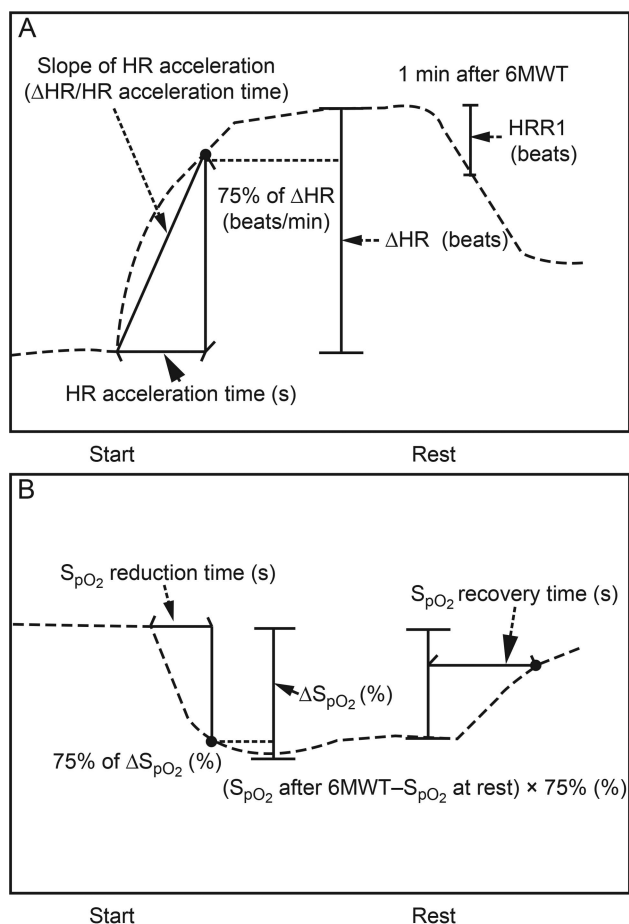 A
Slope of HR acceleration
(ΔHR/HR acceleration time)
1 min after 6MWT
HRR1
(beats)
75% of ΔHR
(beats/min)
ΔHR (beats)
HR acceleration time (s)
Start
Rest
B
SpO2 reduction time (s)
SpO2 recovery time (s)
ΔSpO2 (%)
75% of ΔSpO2 (%)
(SpO2 after 6MWT–SpO2 at rest) × 75% (%)
Start
Rest